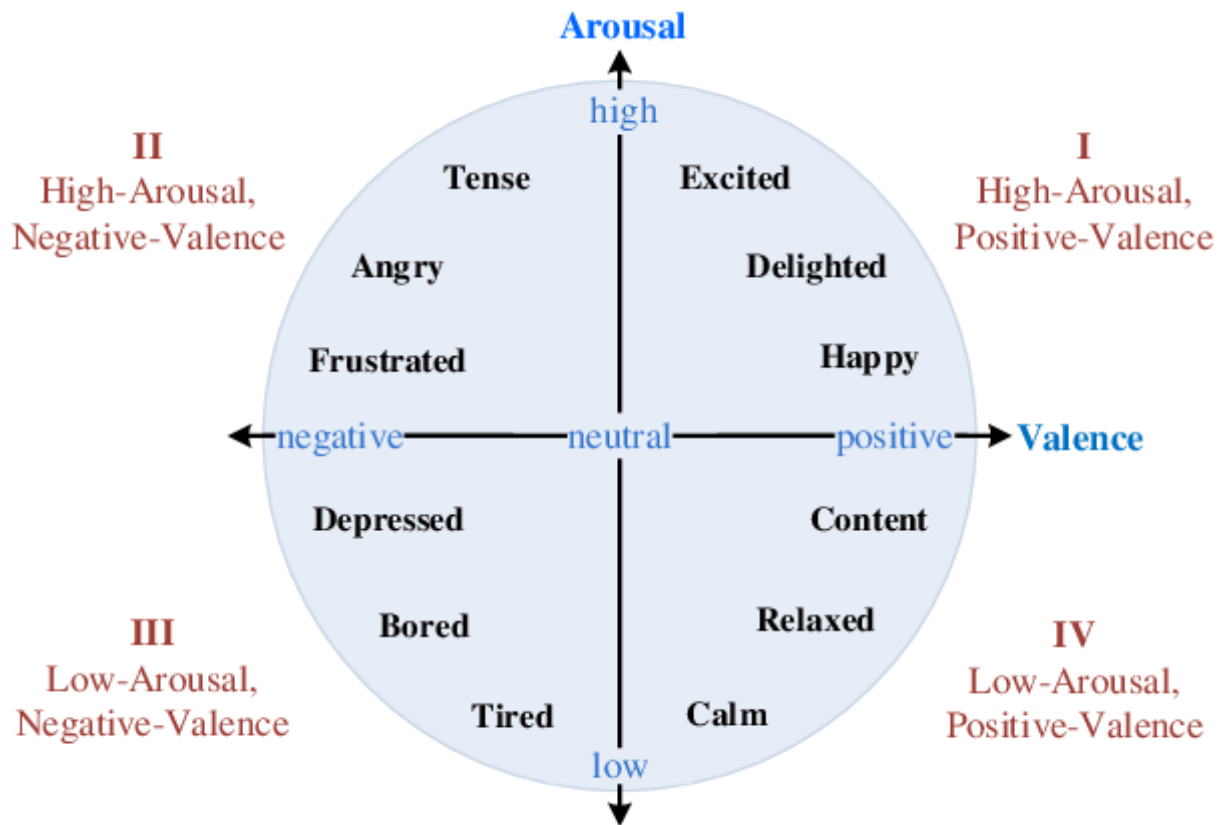 Arousal
high
II
High-Arousal,
Negative-Valence
I
High-Arousal,
Positive-Valence
Tense
Excited
Angry
Delighted
Frustrated
Happy
negative
neutral
positive
Valence
Depressed
Content
Bored
Relaxed
Tired
Calm
III
Low-Arousal,
Negative-Valence
IV
Low-Arousal,
Positive-Valence
low